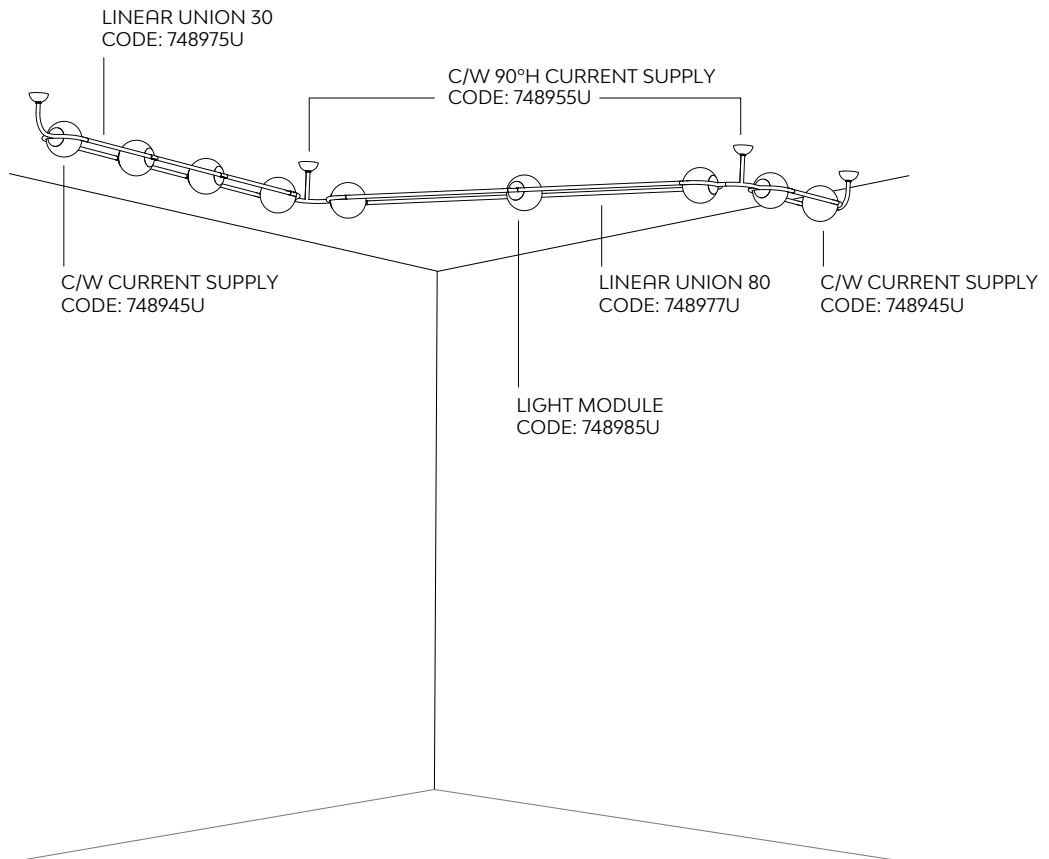 LINEAR UNION 30
CODE: 748975U
C/W 90°H CURRENT SUPPLY
CODE: 748955U
C/W CURRENT SUPPLY
CODE: 748945U
LINEAR UNION 80
CODE: 748977U
C/W CURRENT SUPPLY
CODE: 748945U
LIGHT MODULE
CODE: 748985U